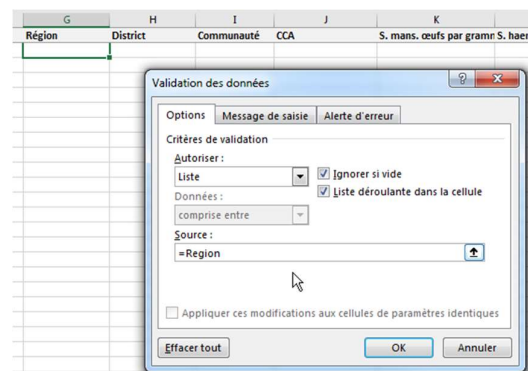 G H I J K
Région District Communauté CCA S. mans. œufs par gramm S. haen
Validation des données
Options Message de saisie Alerte d'erreur
Critères de validation
Autoriser :
Liste
Ignorer si vide
Données :
Liste déroulante dans la cellule
comprise entre
Source :
=Region
Appliquer ces modifications aux cellules de paramètres identiques
Effacer tout OK Annuler